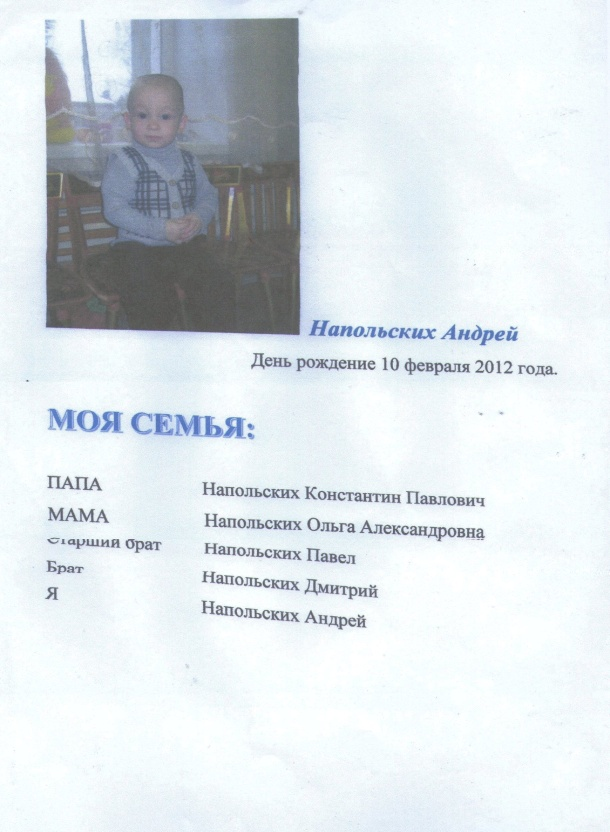 Напольских Андрей
День рождение 10 февраля 2012 года.
МОЯ СЕМЬЯ:
ПАПА Напольских Константин Павлович
МАМА Напольских Ольга Александровна
Старший брат Напольских Павел
Брат Напольских Дмитрий
Я Напольских Андрей